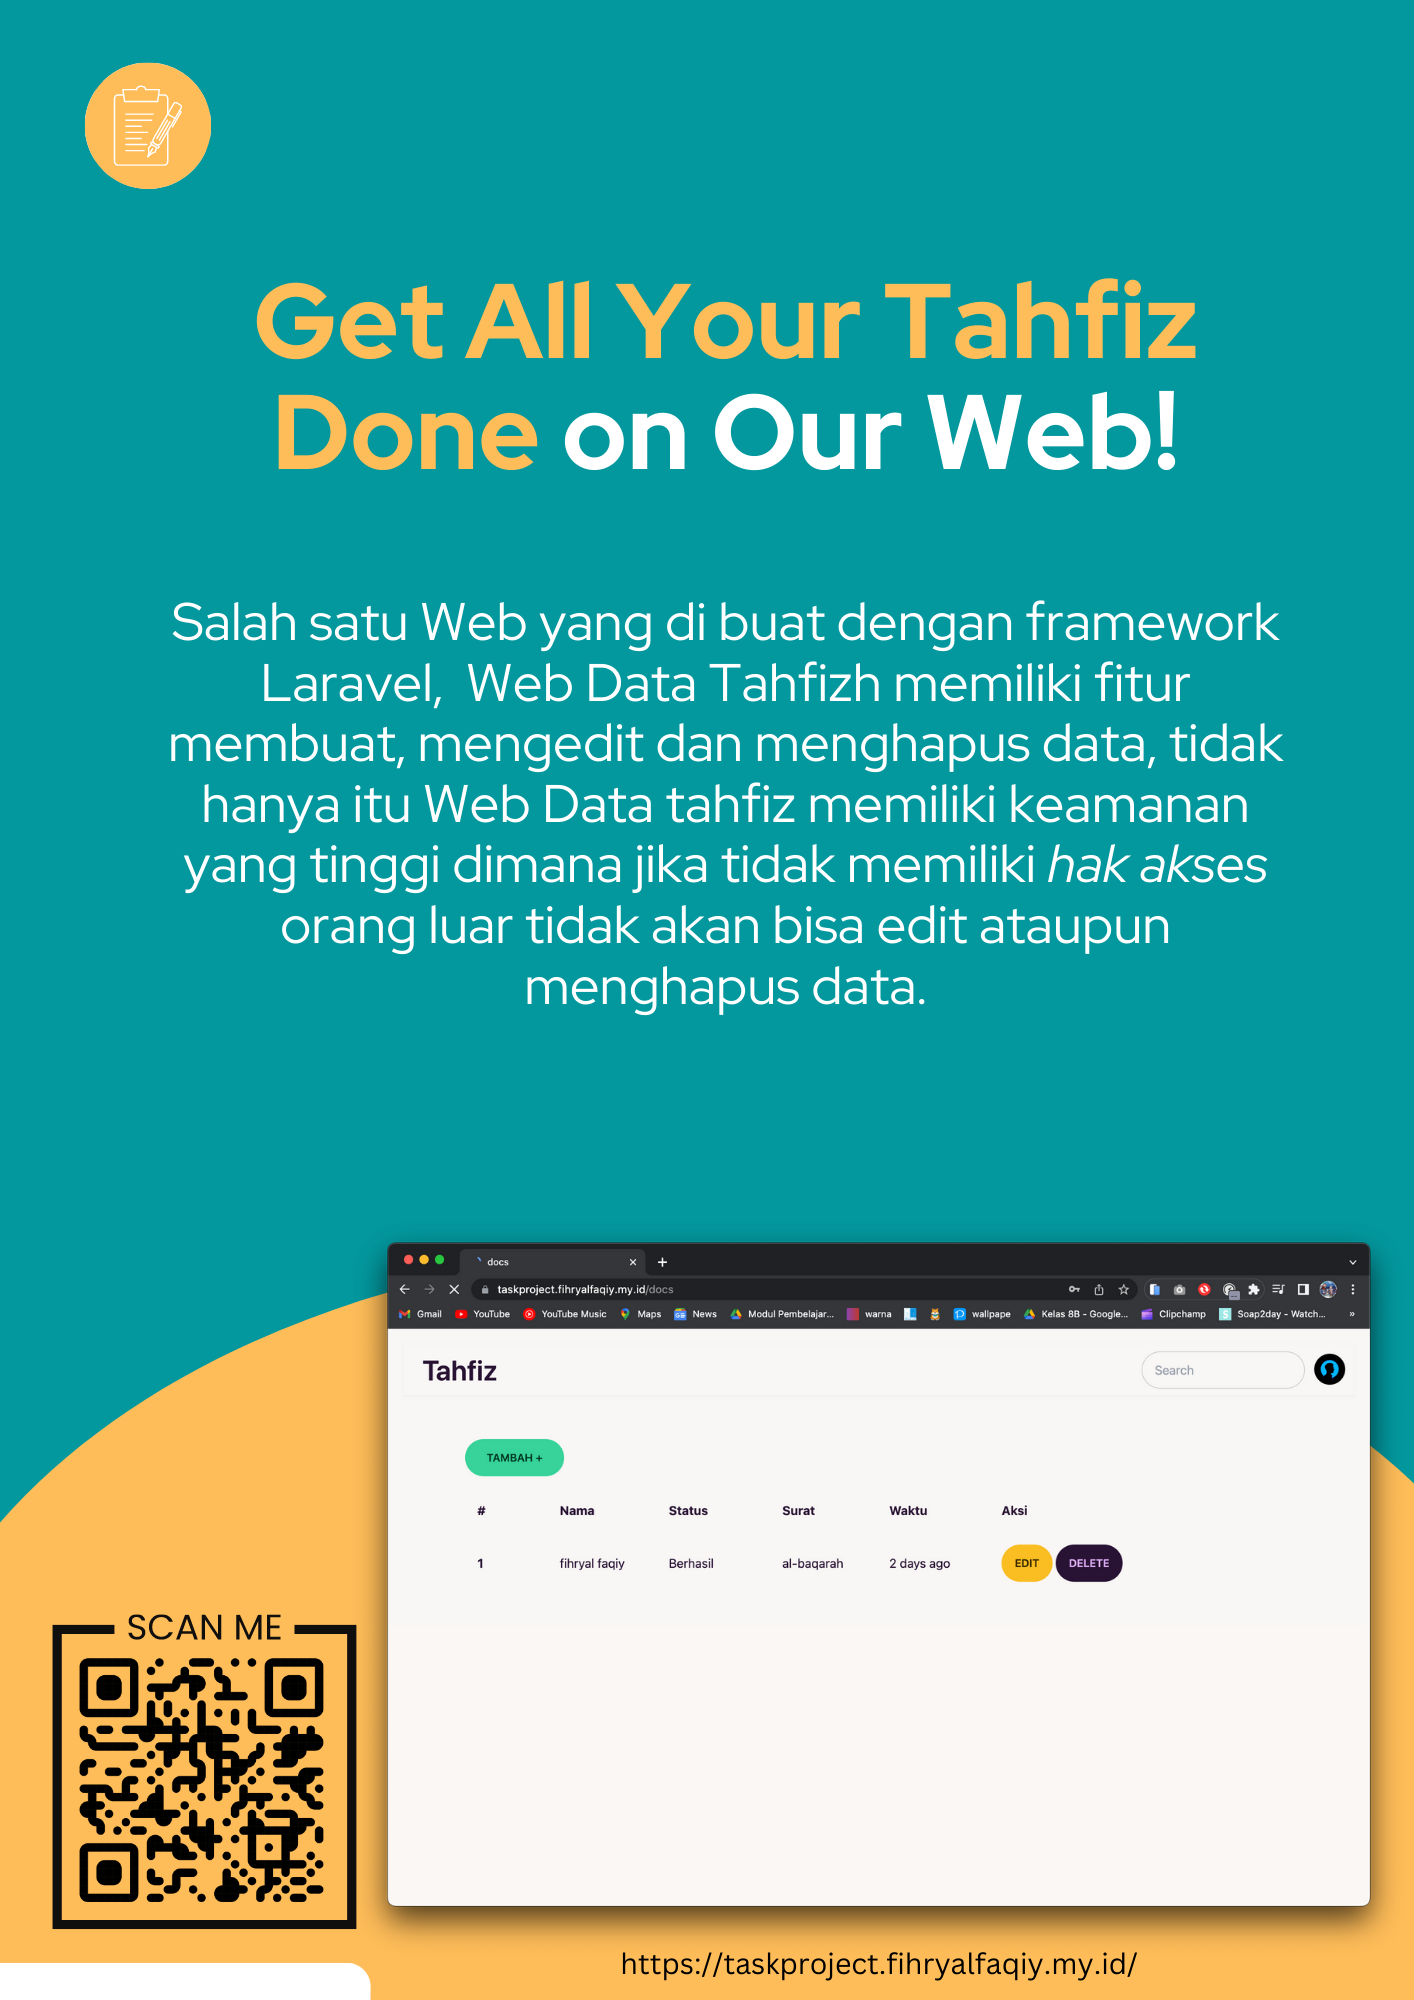 Get All Your Tahfiz
Done on Our Web!
Salah satu Web yang di buat dengan framework
Laravel, Web Data Tahfizh memiliki fitur
membuat, mengedit dan menghapus data, tidak
hanya itu Web Data tahfiz memiliki keamanan
yang tinggi dimana jika tidak memiliki hak akses
orang luar tidak akan bisa edit ataupun
menghapus data.
docs
taskproject.fihryalfaqiy.my.id/docs
Gmail YouTube YouTube Music Maps News Modul Pembelajar... warna wallpape Kelas 8B - Google... Clipchamp Soap2day - Watch... »
Tahfiz Search
TAMBAH +
# Nama Status Surat Waktu Aksi
1 fihryal faqiy Berhasil al-baqarah 2 days ago EDIT DELETE
SCAN ME
https://taskproject.fihryalfaqiy.my.id/